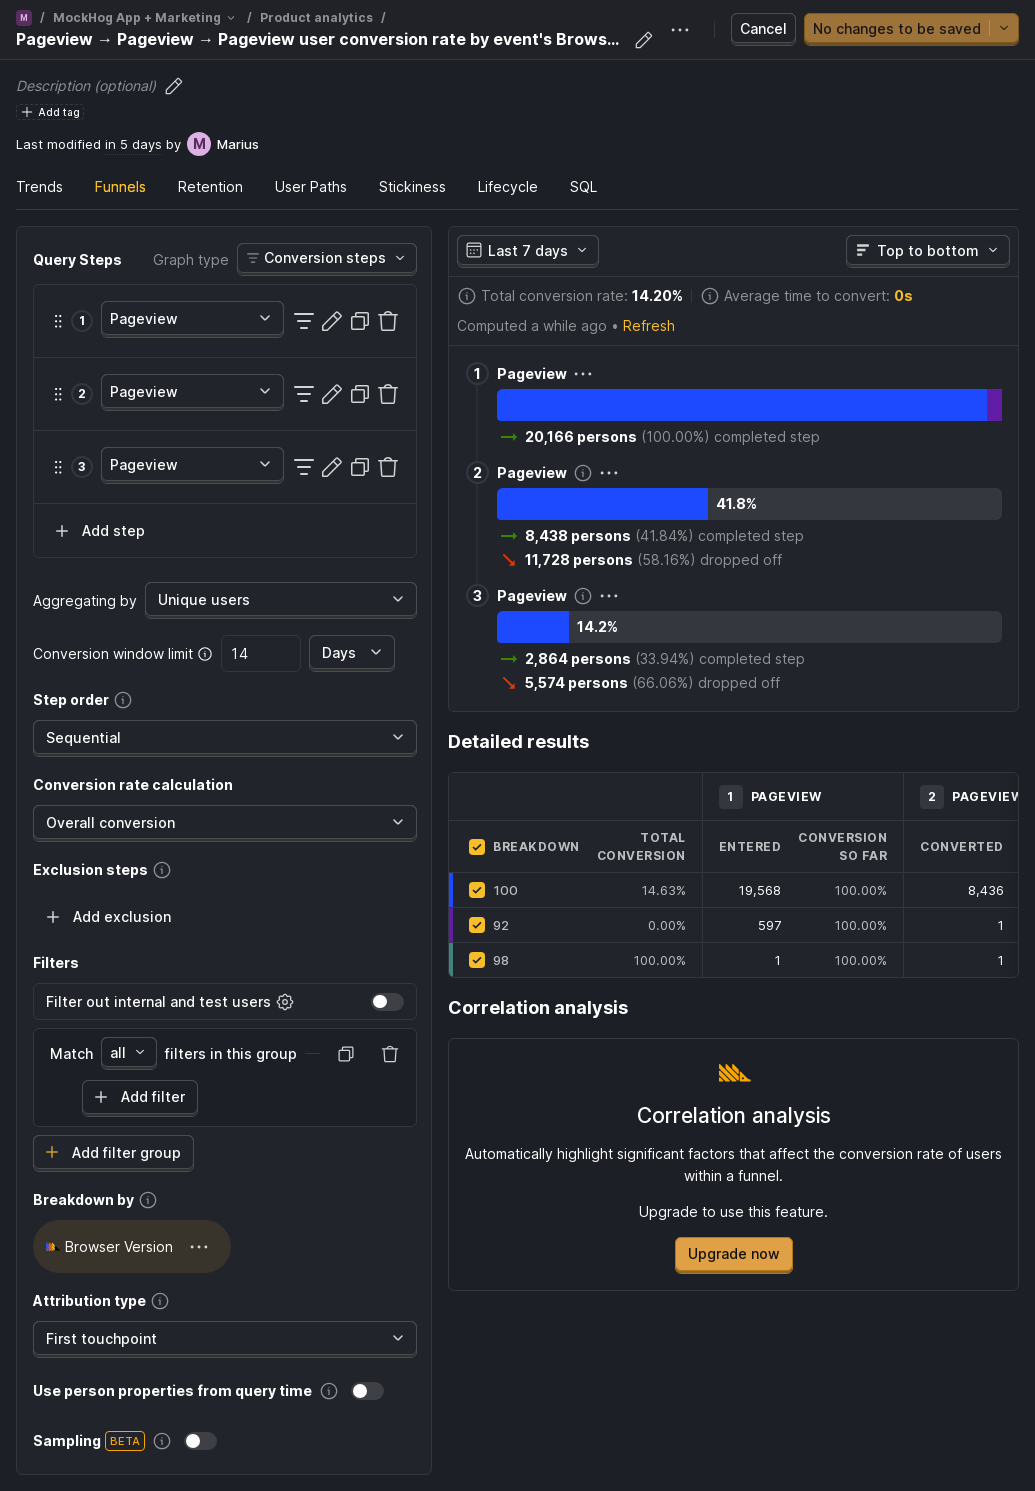 M / MockHog App + Marketing / Product analytics /
Pageview → Pageview → Pageview user conversion rate by event's Brows...
Cancel
No changes to be saved
Description (optional)
Add tag
Last modified in 5 days by M Marius
Trends Funnels Retention User Paths Stickiness Lifecycle SQL
Query Steps Graph type Conversion steps
1 Pageview
2 Pageview
3 Pageview
Add step
Aggregating by Unique users
Conversion window limit 14 Days
Step order
Sequential
Conversion rate calculation
Overall conversion
Exclusion steps
Add exclusion
Filters
Filter out internal and test users
Match all filters in this group
Add filter
Add filter group
Breakdown by
Browser Version
Attribution type
First touchpoint
Use person properties from query time
Sampling BETA
Last 7 days Top to bottom
Total conversion rate: 14.20% Average time to convert: 0s
Computed a while ago • Refresh
1 Pageview
20,166 persons (100.00%) completed step
2 Pageview
41.8%
8,438 persons (41.84%) completed step
11,728 persons (58.16%) dropped off
3 Pageview
14.2%
2,864 persons (33.94%) completed step
5,574 persons (66.06%) dropped off
Detailed results
1 PAGEVIEW 2 PAGEVIEW
BREAKDOWN TOTAL CONVERSION ENTERED CONVERSION SO FAR CONVERTED
100 14.63% 19,568 100.00% 8,436
92 0.00% 597 100.00% 1
98 100.00% 1 100.00% 1
Correlation analysis
Correlation analysis
Automatically highlight significant factors that affect the conversion rate of users
within a funnel.
Upgrade to use this feature.
Upgrade now